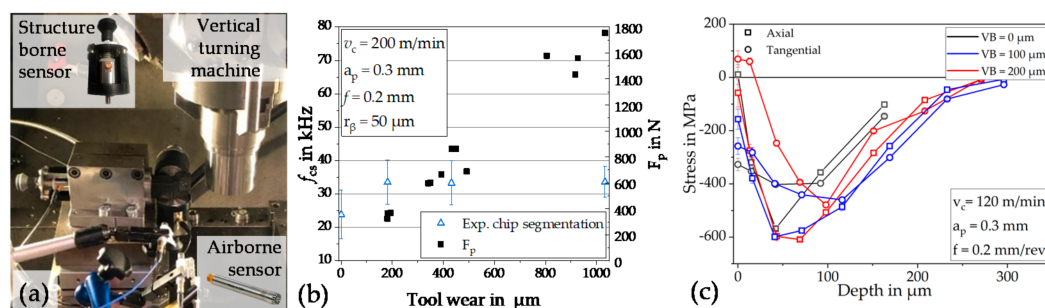 Structure
borne
sensor
Vertical
turning
machine
Airborne
sensor
(a)
80
70
60
50
40
30
20
10
f_cs in kHz
v_c = 200 m/min
a_p = 0.3 mm
f = 0.2 mm
r_β = 50 μm
Exp. chip segmentation
F_p
1800
1600
1400
1200
1000
800
600
400
200
0
F_p in N
0 200 400 600 800 1000
Tool wear in μm
(b)
200
0
-200
-400
-600
Stress in MPa
Axial
Tangential
VB = 0 μm
VB = 100 μm
VB = 200 μm
v_c= 120 m/min
a_p= 0.3 mm
f = 0.2 mm/rev
0 100 200 300
Depth in μm
(c)